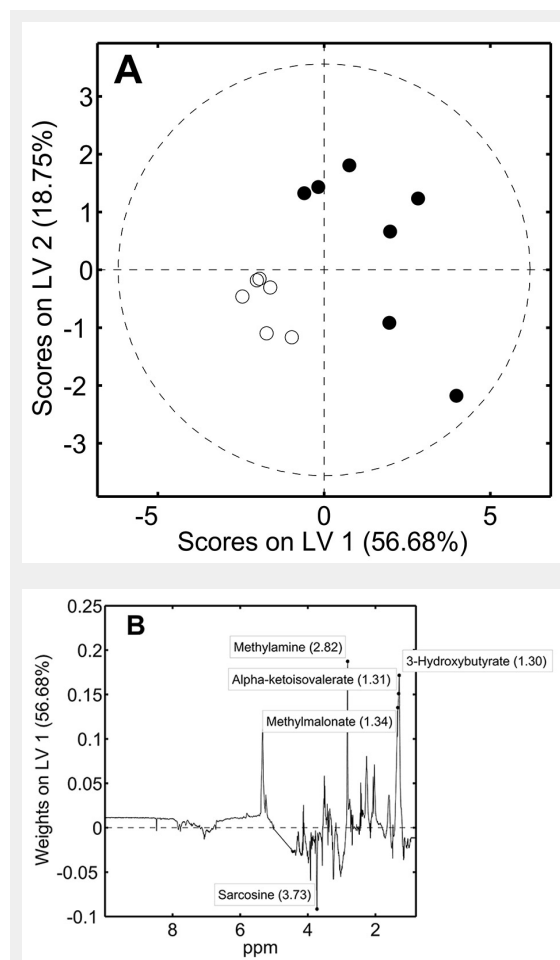 A
Scores on LV 2 (18.75%)
3
2
1
0
-1
-2
-3
-5
0
5
Scores on LV 1 (56.68%)
B
Weights on LV 1 (56.68%)
0.25
0.2
0.15
0.1
0.05
0
-0.05
-0.1
Methylamine (2.82)
3-Hydroxybutyrate (1.30)
Alpha-ketoisovalerate (1.31)
Methylmalonate (1.34)
Sarcosine (3.73)
8
6
4
2
ppm